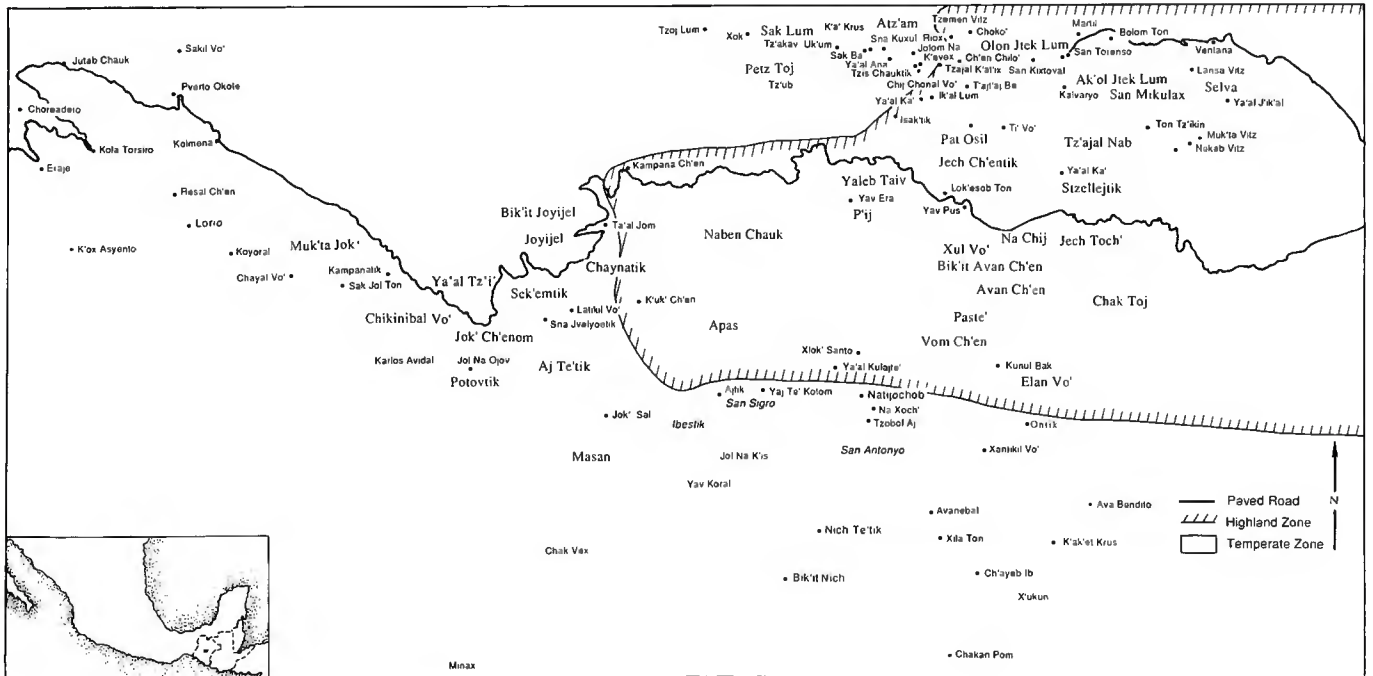 Tzoj Lum
Xok
Sak Lum
K'a' Krus
Atz'am
Tzemen Vitz
Choko'
Martil
Bolom Ton
Ventana
Sakil Vo'
Jutab Chauk
Tz'akav Uk'um
Sna Kuxul Riox
Jolom Na
Olon Jtek Lum
San Torenso
Sak Ba
Ya'al Ana
K'evex
Ch'en Chilo'
San Kixtoval
Petz Toj
Tzis Chauktik
Tzajal K'at'ix
Ak'ol Jtek Lum
Lansa Vitz
Tz'ub
Chij Chonal Vo'
T'ajt'aj Be
Kalvaryo
San Mikulax
Selva
Pverto Okote
Choreadero
Ya'al Ka'
Ik'al Lum
Ya'al J'ik'al
Isak'tik
Kolmena
Kola Torsiro
Pat Osil
Ti' Vo'
Tz'ajal Nab
Ton Tz'ikin
Muk'ta Vitz
Nakab Vitz
Eraje
Kampana Ch'en
Jech Ch'entik
Ya'al Ka'
Resal Ch'en
Yaleb Taiv
Lok'esob Ton
Stzellejtik
Yav Era
P'ij
Yav Pus
Bik'it Joyijel
Ta'al Jom
Naben Chauk
Na Chij
Jech Toch'
K'ox Asyento
Koyoral
Muk'ta Jok'
Joyijel
Xul Vo'
Chaynatik
Bik'it Avan Ch'en
Chayal Vo'
Kampanatik
Sak Jol Ton
Ya'al Tz'i'
Sek'emtik
Avan Ch'en
K'uk' Ch'en
Chak Toj
Chikinibal Vo'
Latikil Vo'
Sna Jvelyoetik
Paste'
Jok' Ch'enom
Apas
Vom Ch'en
Karlos Avidal
Jol Na Ojov
Aj Te'tik
Xlok' Santo
Ya'al Kulajte'
Kunul Bak
Potovtik
Elan Vo'
Ajtik
Yaj Te' Kotom
Natijochob
San Sigro
Na Xoch'
Jok' Sal
Ibestik
Tzobol Aj
Ontik
Masan
Jol Na K'is
San Antonyo
Xantikil Vo'
Yav Koral
Avanebal
Ava Bendito
Paved Road
N
Highland Zone
Temperate Zone
Nich Te'tik
Xila Ton
K'ak'et Krus
Chak Vex
Bik'it Nich
Ch'ayeb Ib
X'ukun
Chakan Pom
Minax